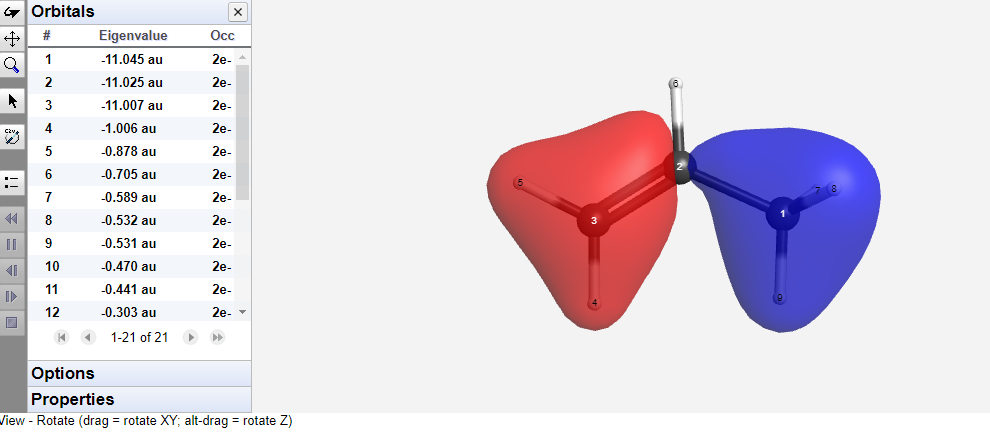 Orbitals ×
# Eigenvalue Occ
1 -11.045 au 2e-
2 -11.025 au 2e-
3 -11.007 au 2e-
4 -1.006 au 2e-
5 -0.878 au 2e-
6 -0.705 au 2e-
7 -0.589 au 2e-
8 -0.532 au 2e-
9 -0.531 au 2e-
10 -0.470 au 2e-
11 -0.441 au 2e-
12 -0.303 au 2e-
1-21 of 21
Options
Properties
View - Rotate (drag = rotate XY; alt-drag = rotate Z)
6
2
5
7 8
3
1
9
4